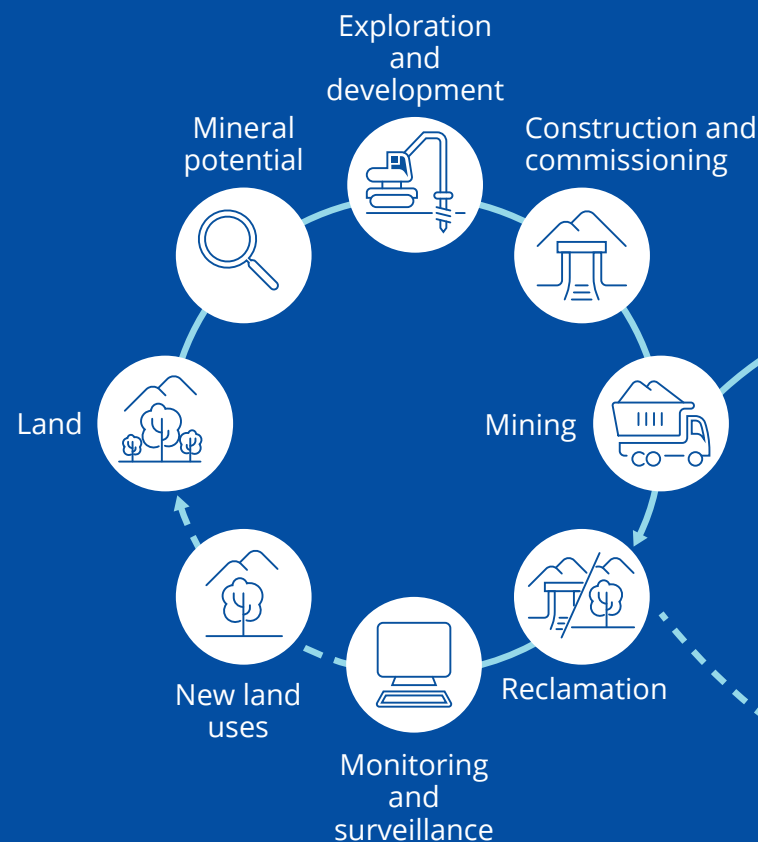 Exploration
and
development
Mineral
potential
Construction and
commissioning
Land
Mining
New land
uses
Reclamation
Monitoring
and
surveillance